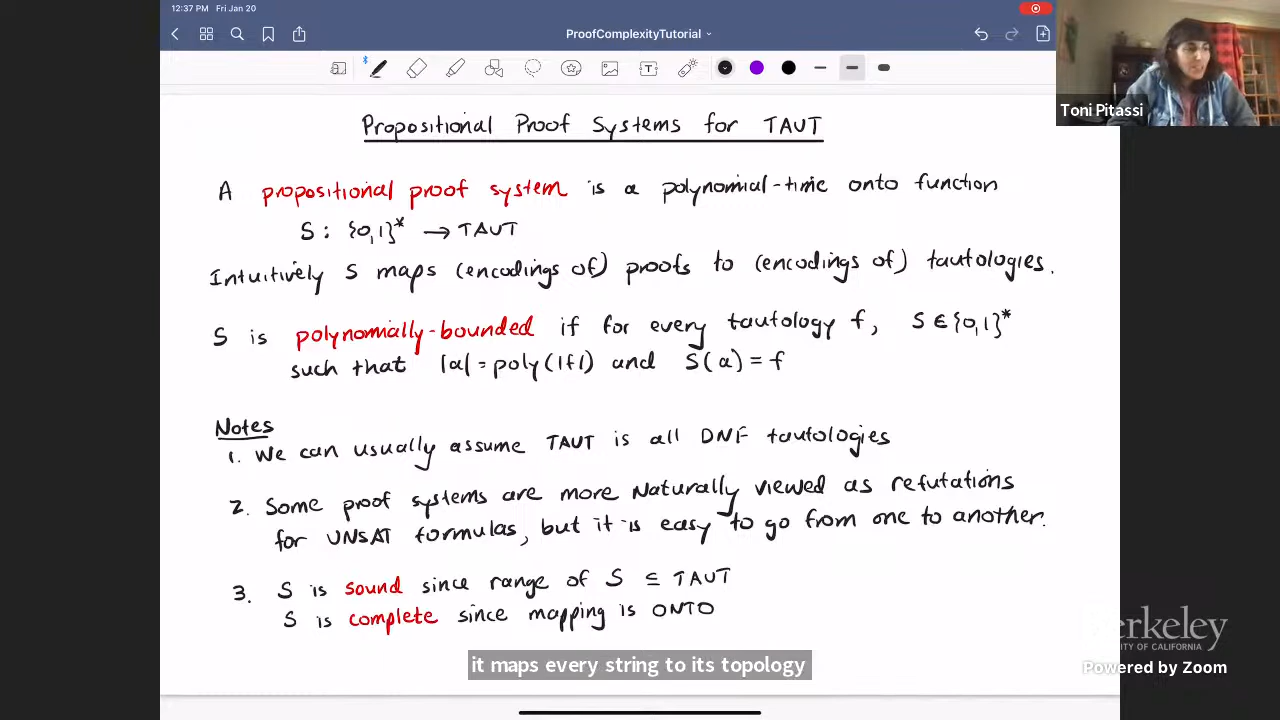 12:37 PM Fri Jan 20
ProofComplexityTutorial
Toni Pitassi
Propositional Proof Systems for TAUT
A propositional proof system is a polynomial-time onto function
S: {0,1}* → TAUT
Intuitively S maps (encodings of) proofs to (encodings of) tautologies.
S is polynomially-bounded if for every tautology f, S ∈ {0,1}*
such that |α| = poly(|f|) and S(α) = f
Notes
1. We can usually assume TAUT is all DNF tautologies
2. Some proof systems are more Naturally viewed as refutations
for UNSAT formulas, but it is easy to go from one to another.
3. S is sound since range of S ⊆ TAUT
S is complete since mapping is ONTO
it maps every string to its topology
Berkeley
UNIVERSITY OF CALIFORNIA
Powered by Zoom